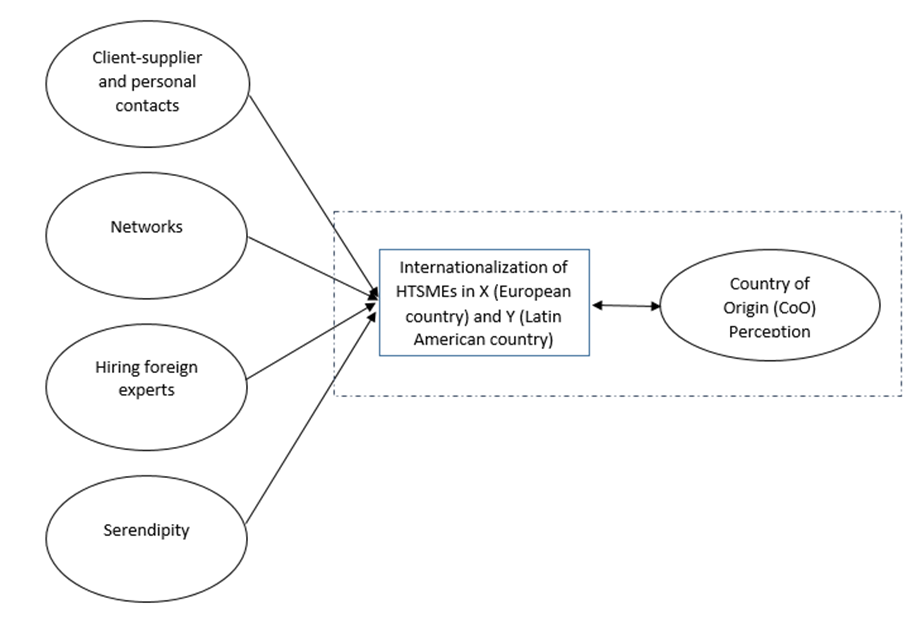 Client-supplier
and personal
contacts
Networks
Hiring foreign
experts
Serendipity
Internationalization of
HTSMEs in X (European
country) and Y (Latin
American country)
Country of
Origin (CoO)
Perception